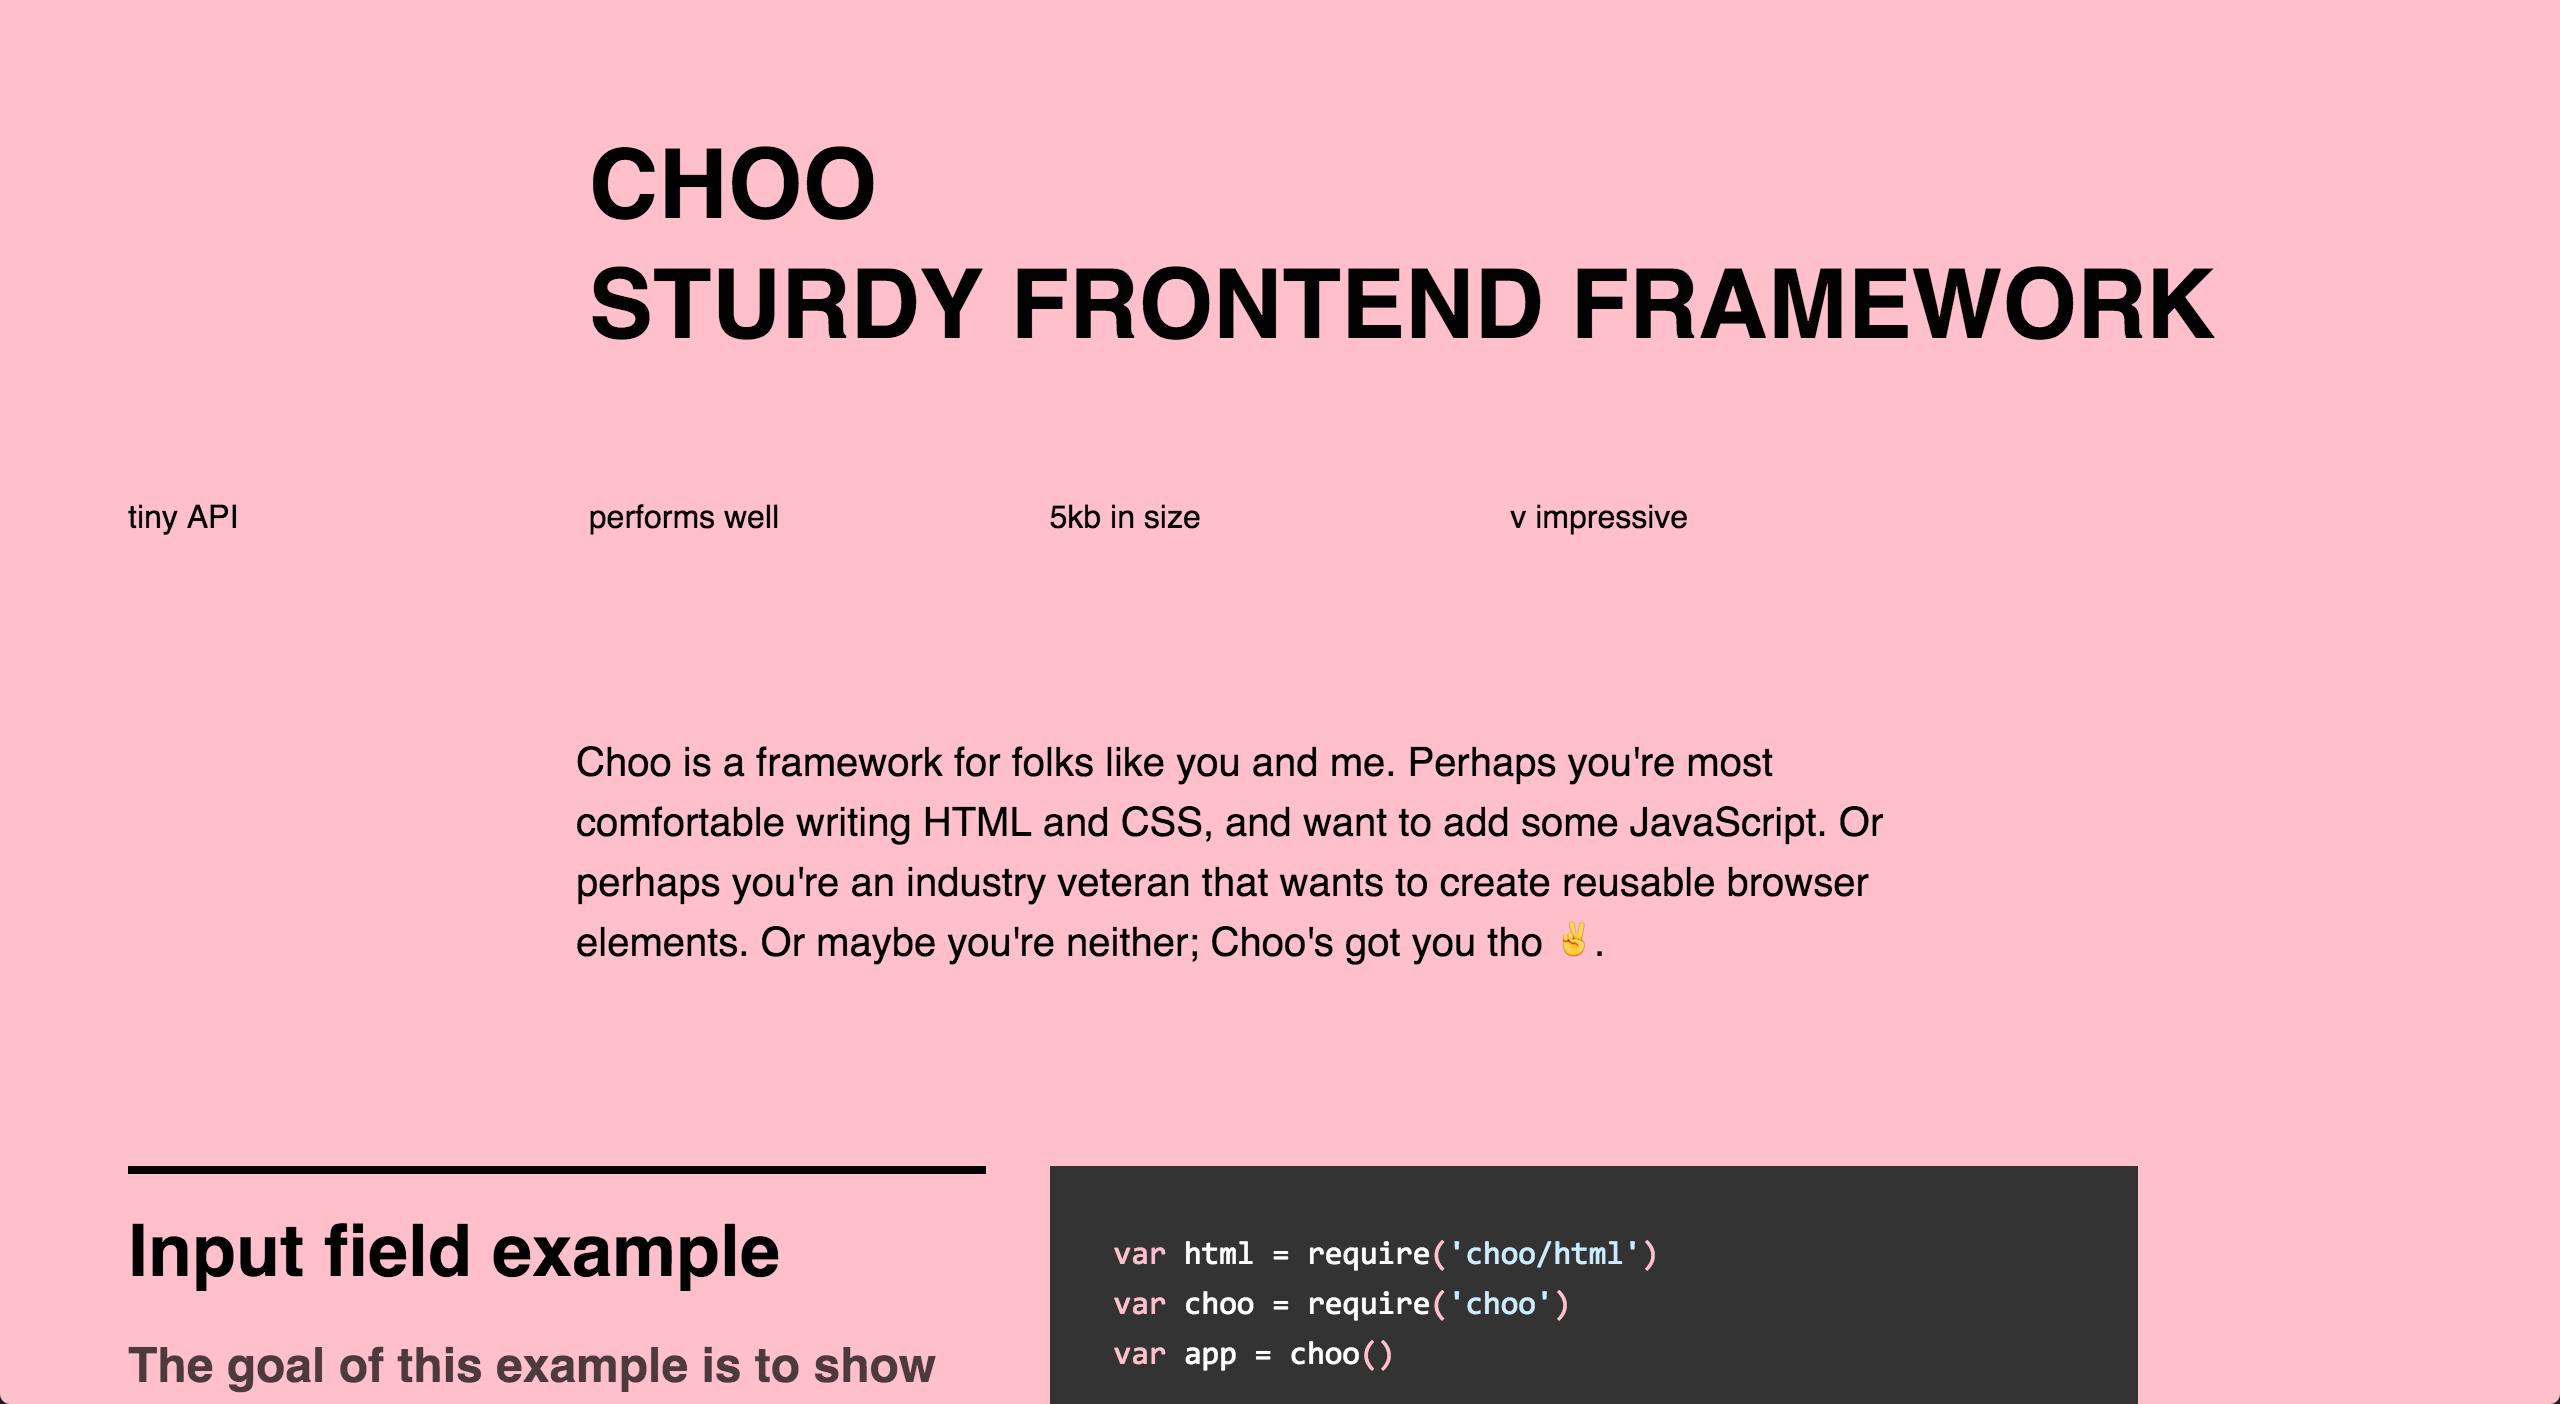 CHOO
STURDY FRONTEND FRAMEWORK
tiny API
performs well
5kb in size
v impressive
Choo is a framework for folks like you and me. Perhaps you're most
comfortable writing HTML and CSS, and want to add some JavaScript. Or
perhaps you're an industry veteran that wants to create reusable browser
elements. Or maybe you're neither; Choo's got you tho ✌️.
Input field example
The goal of this example is to show
var html = require('choo/html')
var choo = require('choo')
var app = choo()